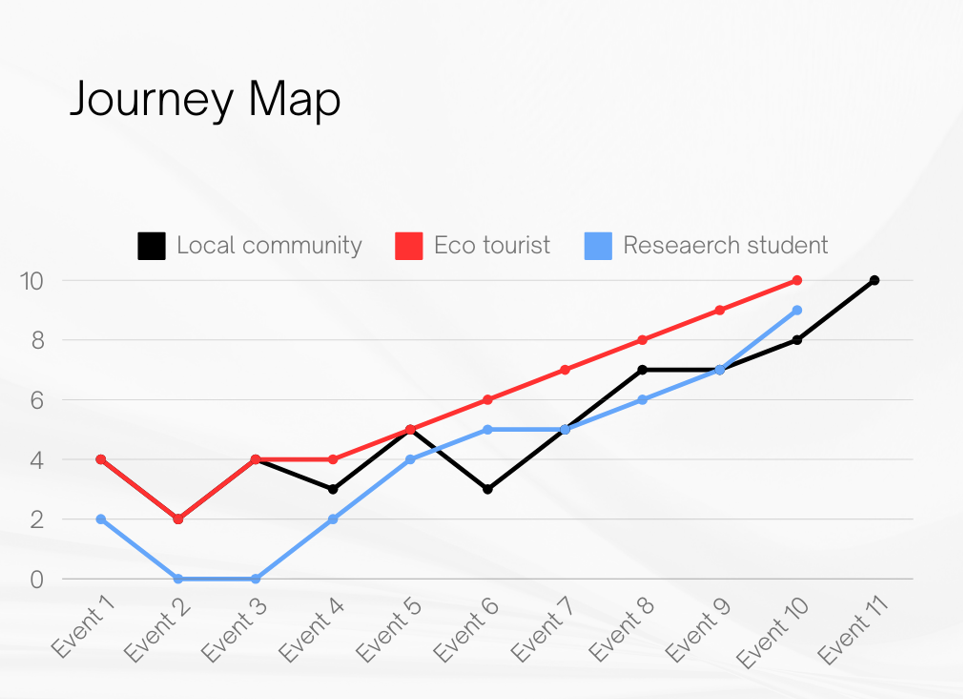 Journey Map
Local community Eco tourist Reseaerch student
10
8
6
4
2
0
Event 1 Event 2 Event 3 Event 4 Event 5 Event 6 Event 7 Event 8 Event 9 Event 10 Event 11